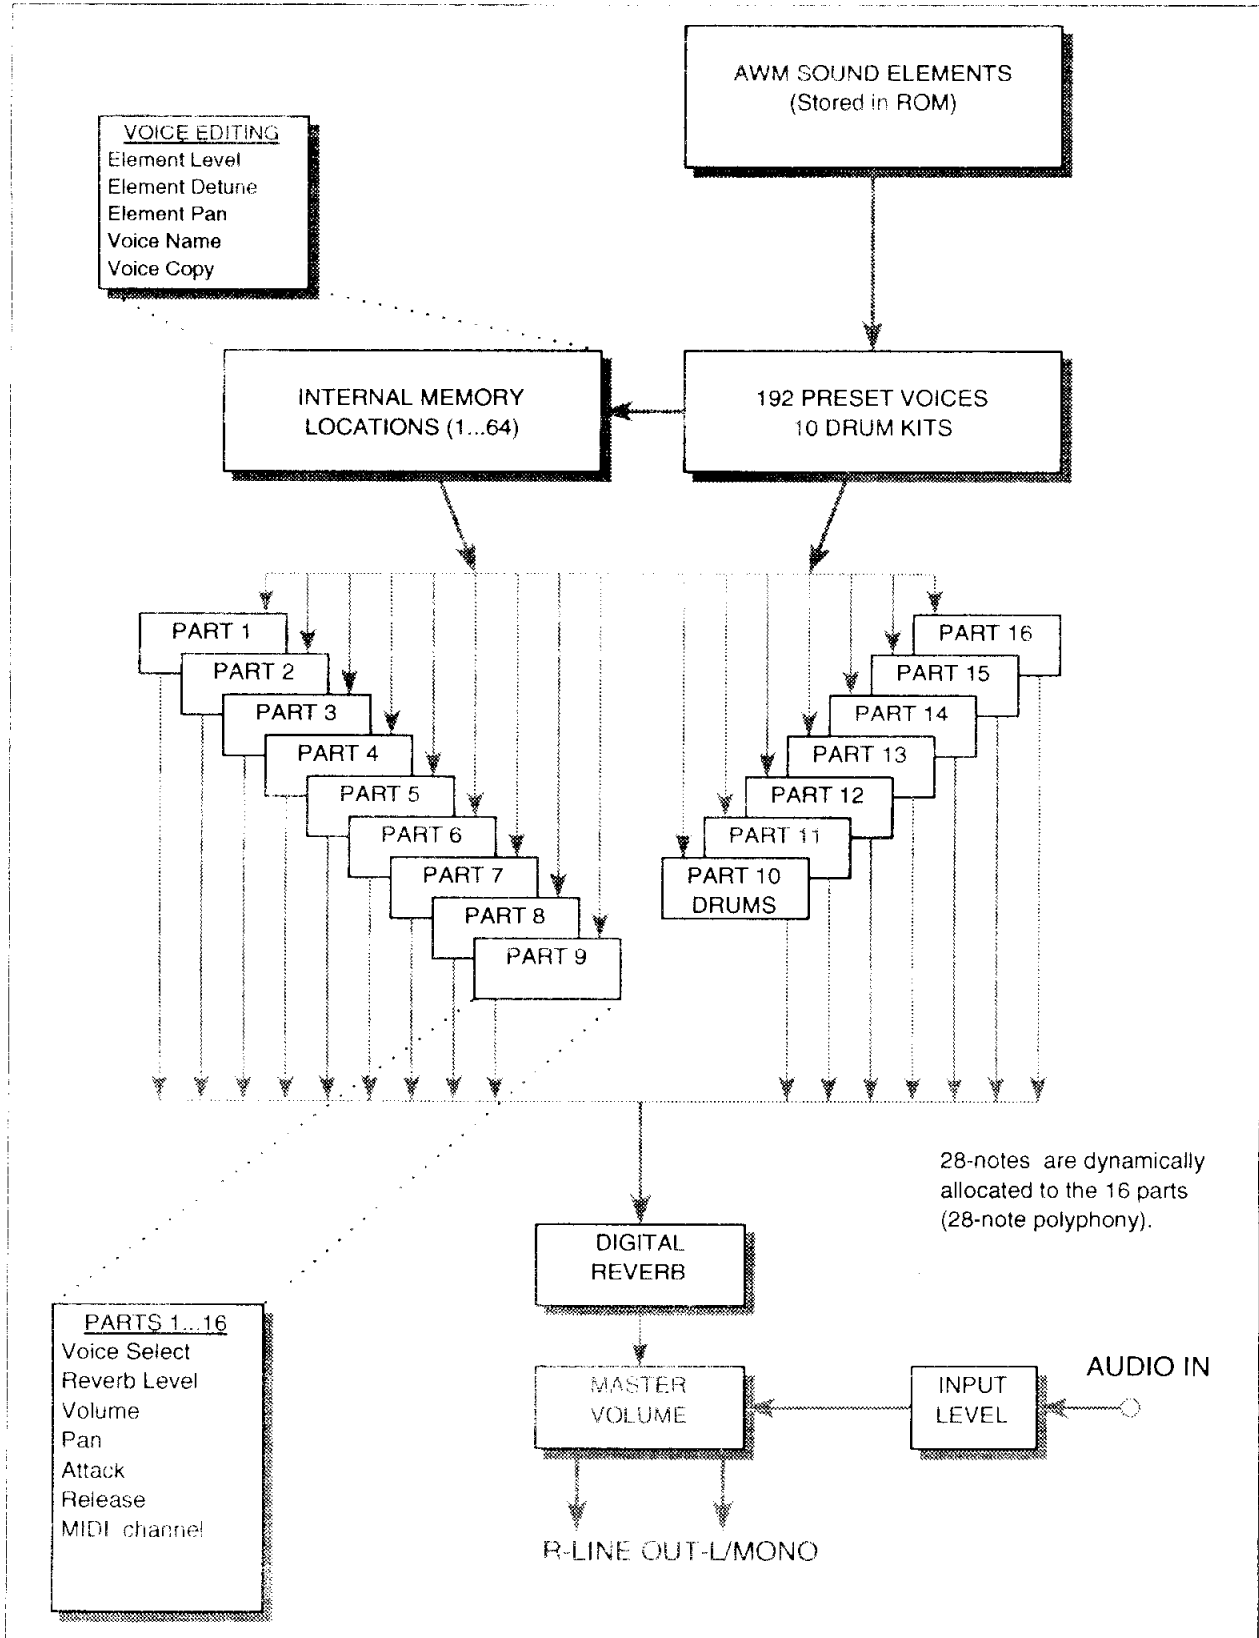 AWM SOUND ELEMENTS
(Stored in ROM)
VOICE EDITING
Element Level
Element Detune
Element Pan
Voice Name
Voice Copy
INTERNAL MEMORY
LOCATIONS (1...64)
192 PRESET VOICES
10 DRUM KITS
PART 1
PART 2
PART 3
PART 4
PART 5
PART 6
PART 7
PART 8
PART 9
PART 16
PART 15
PART 14
PART 13
PART 12
PART 11
PART 10
DRUMS
28-notes are dynamically
allocated to the 16 parts
(28-note polyphony).
DIGITAL
REVERB
PARTS 1...16
Voice Select
Reverb Level
Volume
Pan
Attack
Release
MIDI channel
MASTER
VOLUME
INPUT
LEVEL
AUDIO IN
R-LINE OUT-L/MONO